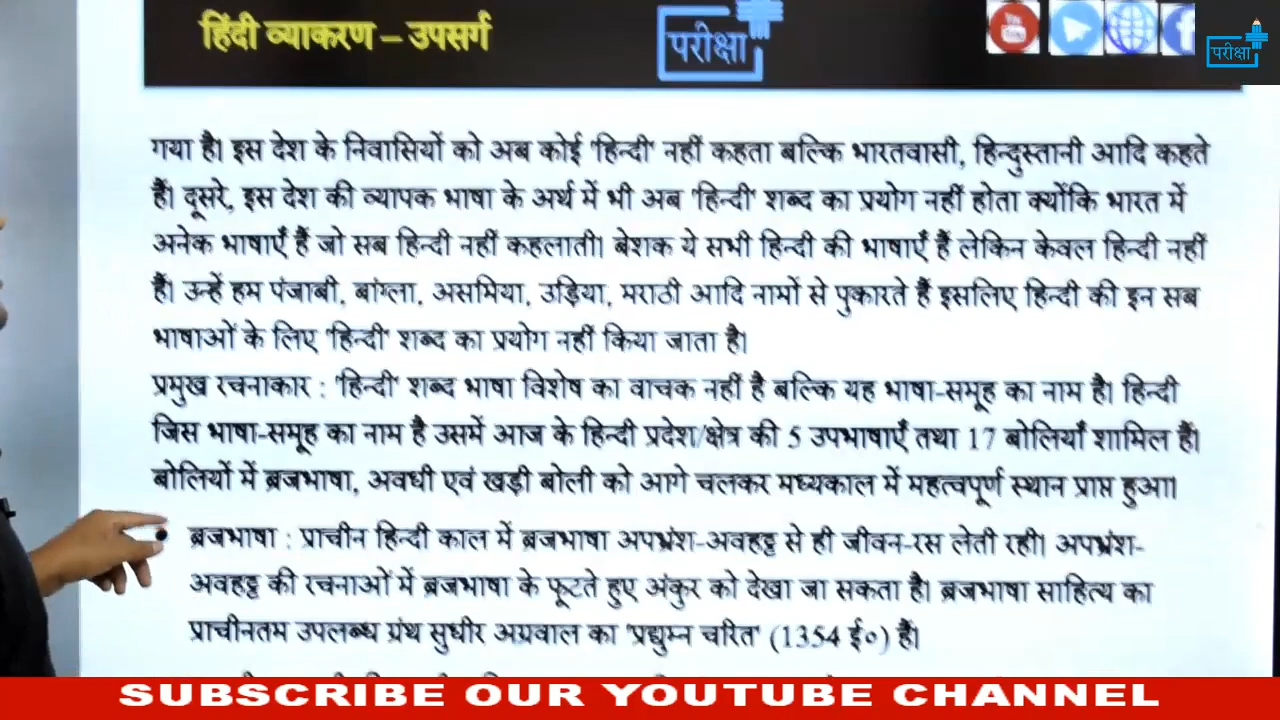 हिंदी व्याकरण – उपसर्ग
परीक्षा
परीक्षा
गया है। इस देश के निवासियों को अब कोई 'हिन्दी' नहीं कहता बल्कि भारतवासी, हिन्दुस्तानी आदि कहते
हैं। दूसरे, इस देश की व्यापक भाषा के अर्थ में भी अब 'हिन्दी' शब्द का प्रयोग नहीं होता क्योंकि भारत में
अनेक भाषाएँ हैं जो सब हिन्दी नहीं कहलाती। बेशक ये सभी हिन्दी की भाषाएँ हैं लेकिन केवल हिन्दी नहीं
हैं। उन्हें हम पंजाबी, बांग्ला, असमिया, उड़िया, मराठी आदि नामों से पुकारते हैं इसलिए हिन्दी की इन सब
भाषाओं के लिए 'हिन्दी' शब्द का प्रयोग नहीं किया जाता है।
प्रमुख रचनाकार : 'हिन्दी' शब्द भाषा विशेष का वाचक नहीं है बल्कि यह भाषा-समूह का नाम है। हिन्दी
जिस भाषा-समूह का नाम है उसमें आज के हिन्दी प्रदेश/क्षेत्र की 5 उपभाषाएँ तथा 17 बोलियाँ शामिल हैं।
बोलियों में ब्रजभाषा, अवधी एवं खड़ी बोली को आगे चलकर मध्यकाल में महत्वपूर्ण स्थान प्राप्त हुआ।
ब्रजभाषा : प्राचीन हिन्दी काल में ब्रजभाषा अपभ्रंश-अवहट्ट से ही जीवन-रस लेती रही। अपभ्रंश-
अवहट्ट की रचनाओं में ब्रजभाषा के फूटते हुए अंकुर को देखा जा सकता है। ब्रजभाषा साहित्य का
प्राचीनतम उपलब्ध ग्रंथ सुधीर अग्रवाल का 'प्रद्युम्न चरित' (1354 ई०) है।
SUBSCRIBE OUR YOUTUBE CHANNEL